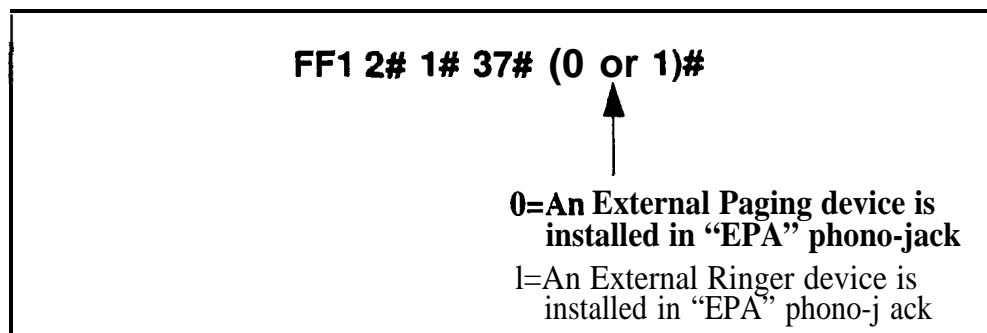 FF1 2# 1# 37# (0 or 1)#
0=An External Paging device is
installed in “EPA” phono-jack
l=An External Ringer device is
installed in “EPA” phono-j ack